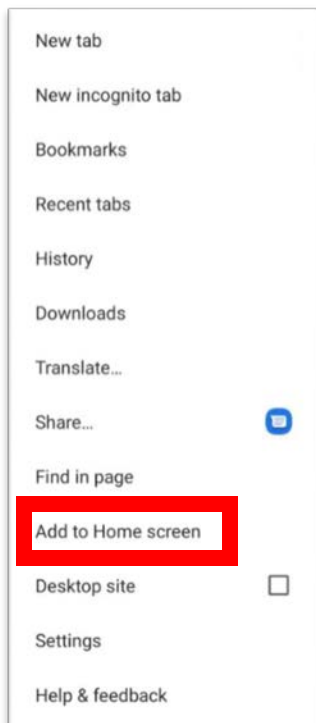 New tab
New incognito tab
Bookmarks
Recent tabs
History
Downloads
Translate...
Share...
Find in page
Add to Home screen
Desktop site
Settings
Help & feedback